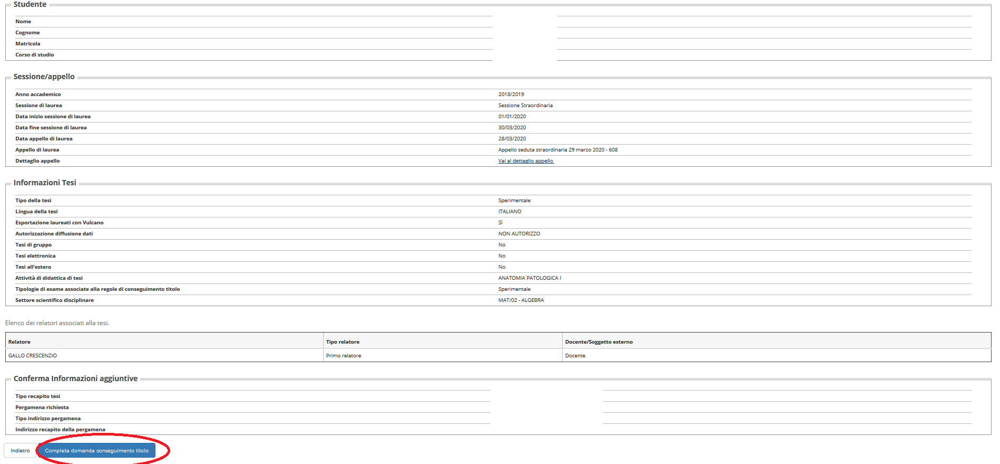 Studente
Nome
Cognome
Matricola
Corso di studio
Sessione/appello
Anno accademico 2018/2019
Sessione di laurea Sessione Straordinaria
Data inizio sessione di laurea 01/01/2020
Data fine sessione di laurea 30/03/2020
Data appello di laurea 28/03/2020
Appello di laurea Appello seduta straordinaria 29 marzo 2020 - 608
Dettaglio appello Vai al dettaglio appello
Informazioni Tesi
Tipo della tesi Sperimentale
Lingua della tesi ITALIANO
Esportazione laureati con Vulcano Sì
Autorizzazione diffusione dati NON AUTORIZZO
Tesi di gruppo No
Tesi elettronica No
Tesi all'estero No
Attività di didattica di tesi ANATOMIA PATOLOGICA I
Tipologie di esame associate alla regole di conseguimento titolo Sperimentale
Settore scientifico disciplinare MAT/02 - ALGEBRA
Elenco dei relatori associati alla tesi.
Relatore Tipo relatore Docente/Soggetto esterno
GALLO CRESCENZIO Primo relatore Docente
Conferma Informazioni aggiuntive
Tipo recapito tesi
Pergamena richiesta
Tipo indirizzo pergamena
Indirizzo recapito della pergamena
Indietro Completa domanda conseguimento titolo